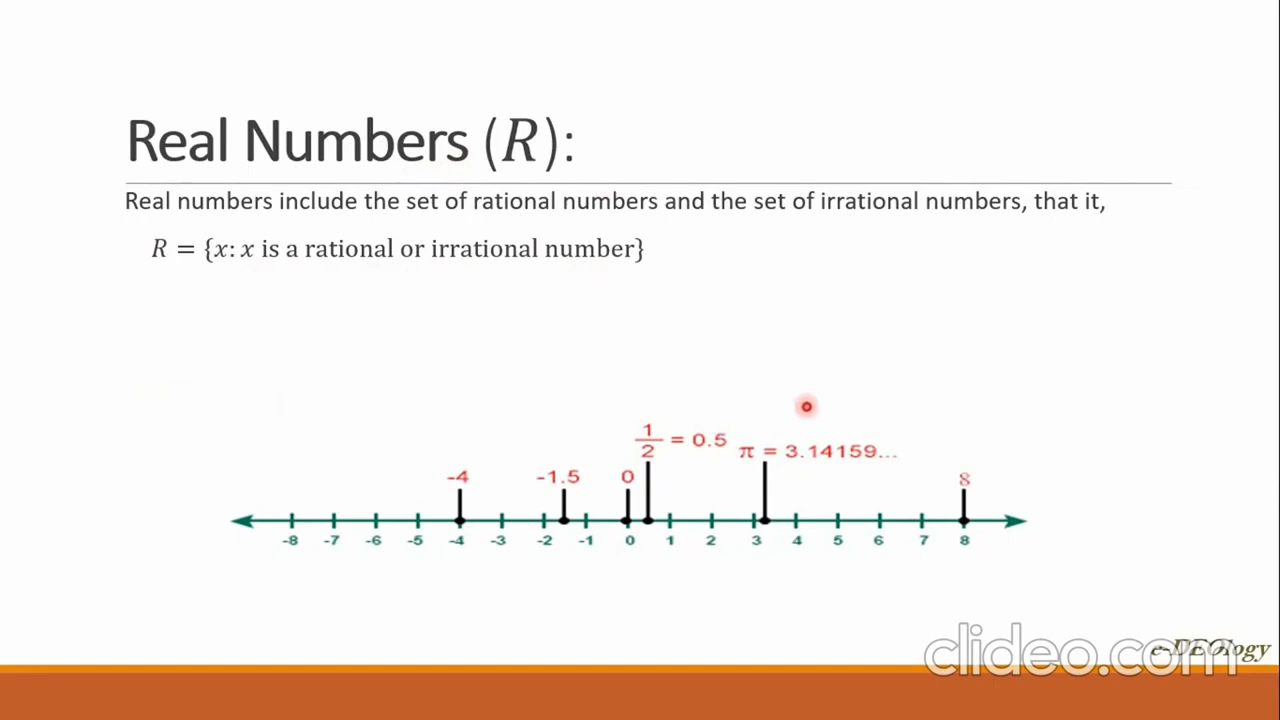 Real Numbers (R):
Real numbers include the set of rational numbers and the set of irrational numbers, that it,
R = {x: x is a rational or irrational number}
1/2 = 0.5
π = 3.14159...
-4 -1.5 0 8
-8 -7 -6 -5 -4 -3 -2 -1 0 1 2 3 4 5 6 7 8
e-DEOlogy
clideo.com